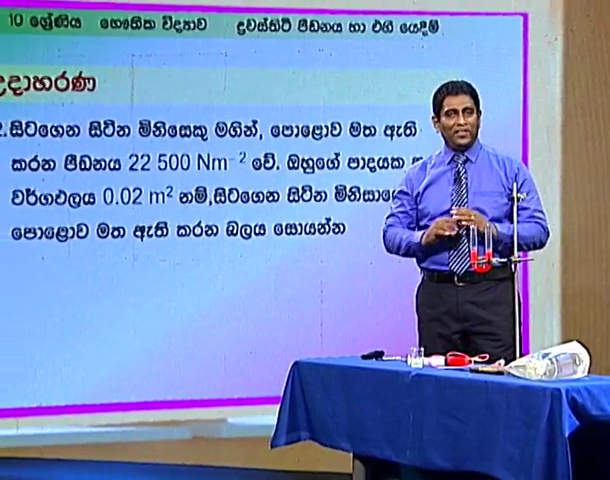 10 ශ්‍රේණිය භෞතික විද්‍යාව ද්‍රවස්ථිති පීඩනය හා එහි යෙදීම්
උදාහරණ
2. සිටගෙන සිටින මිනිසෙකු මගින්, පොළොව මත ඇති
කරන පීඩනය 22 500 Nm⁻² වේ. ඔහුගේ පාදයක
වර්ගඵලය 0.02 m² නම්,සිටගෙන සිටින
පොළොව මත ඇති කරන බලය සොයන්න